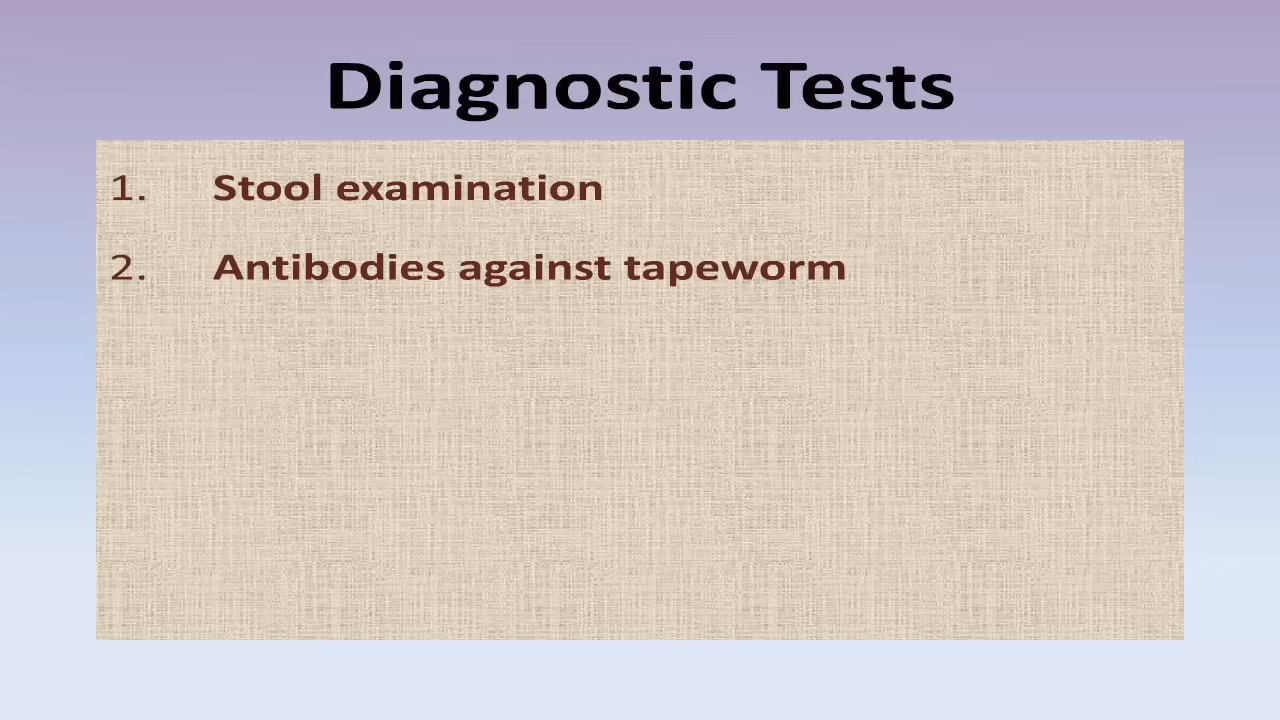 Diagnostic Tests
1. Stool examination
2. Antibodies against tapeworm